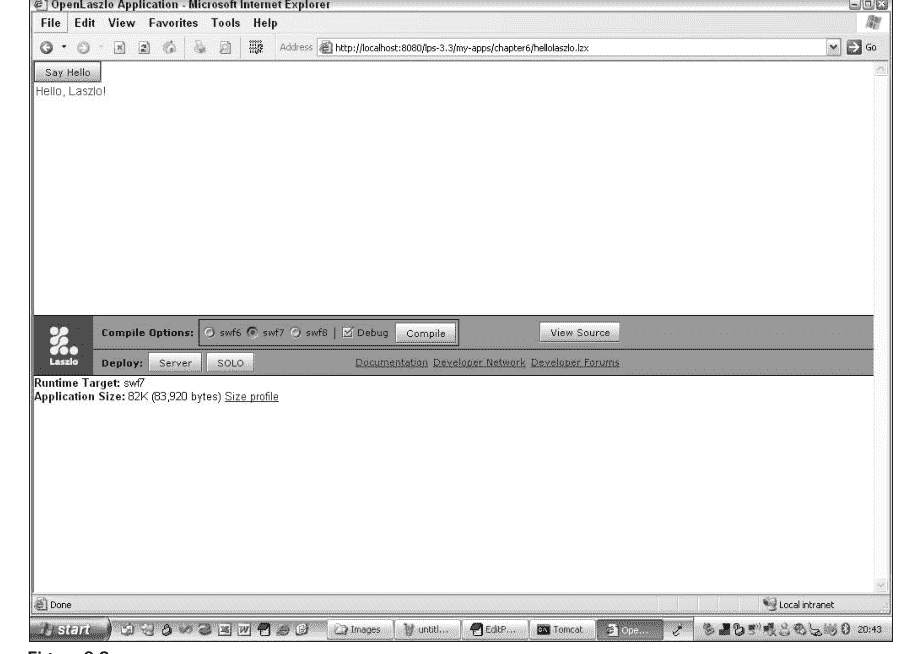 OpenLaszlo Application - Microsoft Internet Explorer
File Edit View Favorites Tools Help
Address http://localhost:8080/lps-3.3/my-apps/chapter6/hellolaszlo.lzx Go
Say Hello
Hello, Laszlo!
Laszlo
Compile Options: swf6 swf7 swf8 | Debug Compile View Source
Deploy: Server SOLO Documentation Developer Network Developer Forums
Runtime Target: swf7
Application Size: 82K (83,920 bytes) Size profile
Done Local intranet
start Images untitl... EditP... Tomcat Ope... 20:43